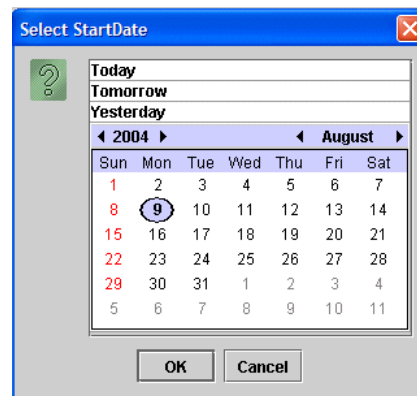 Select StartDate
Today
Tomorrow
Yesterday
2004 August
Sun Mon Tue Wed Thu Fri Sat
1 2 3 4 5 6 7
8 9 10 11 12 13 14
15 16 17 18 19 20 21
22 23 24 25 26 27 28
29 30 31 1 2 3 4
5 6 7 8 9 10 11
OK Cancel